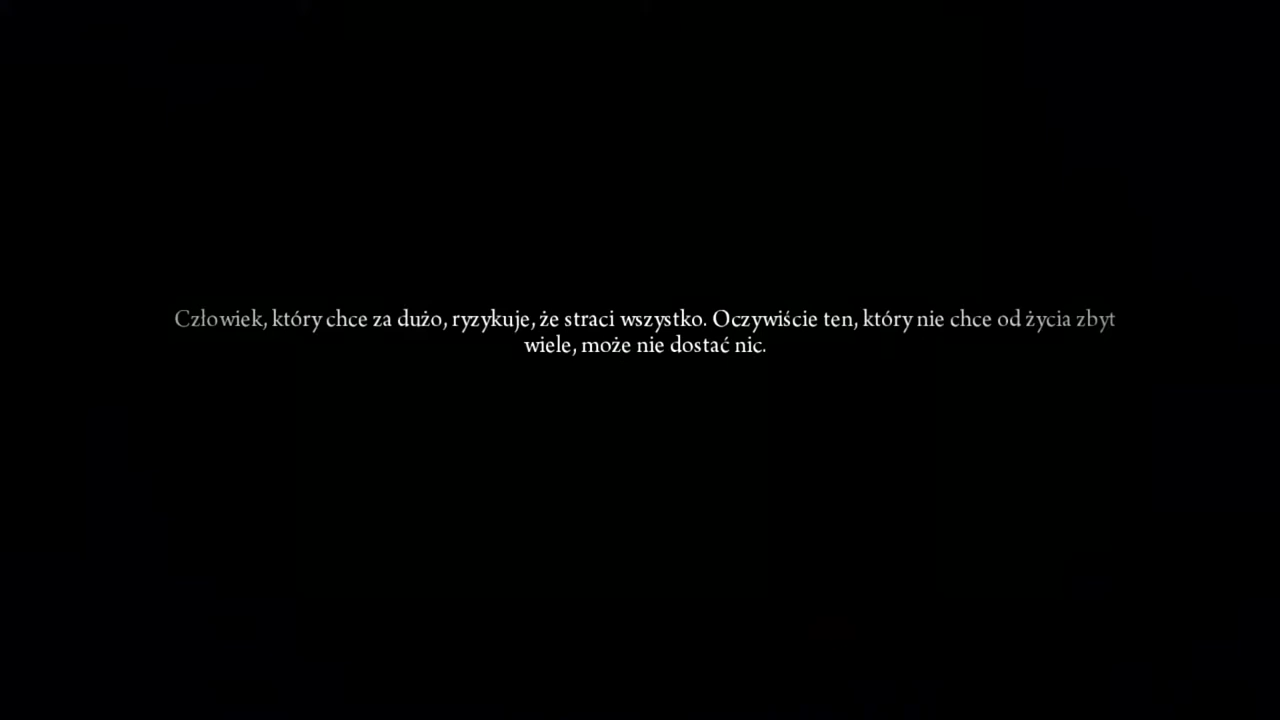 Człowiek, który chce za dużo, ryzykuje, że straci wszystko. Oczywiście ten, który nie chce od życia zbyt
wiele, może nie dostać nic.